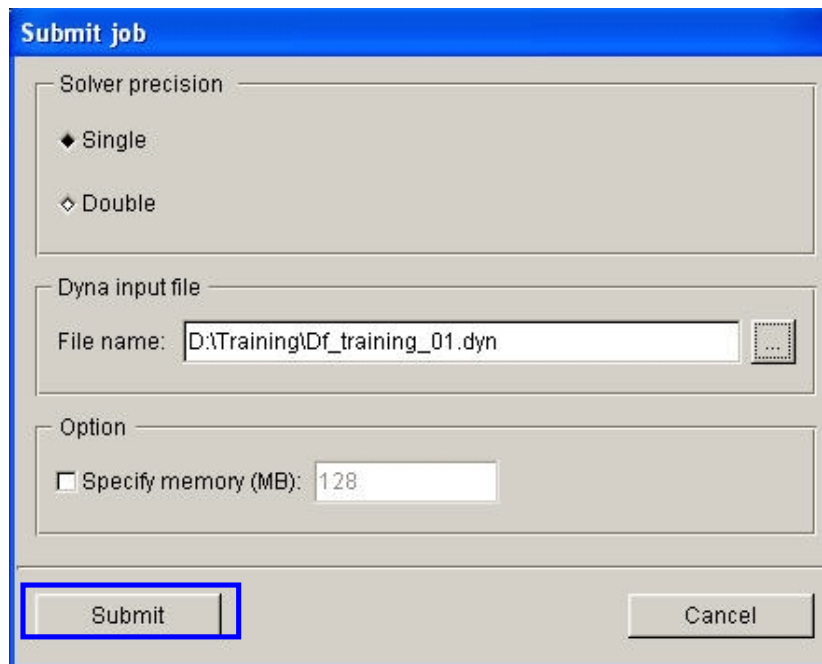 Submit job
Solver precision
Single
Double
Dyna input file
File name: D:\Training\Df_training_01.dyn ...
Option
Specify memory (MB): 128
Submit Cancel